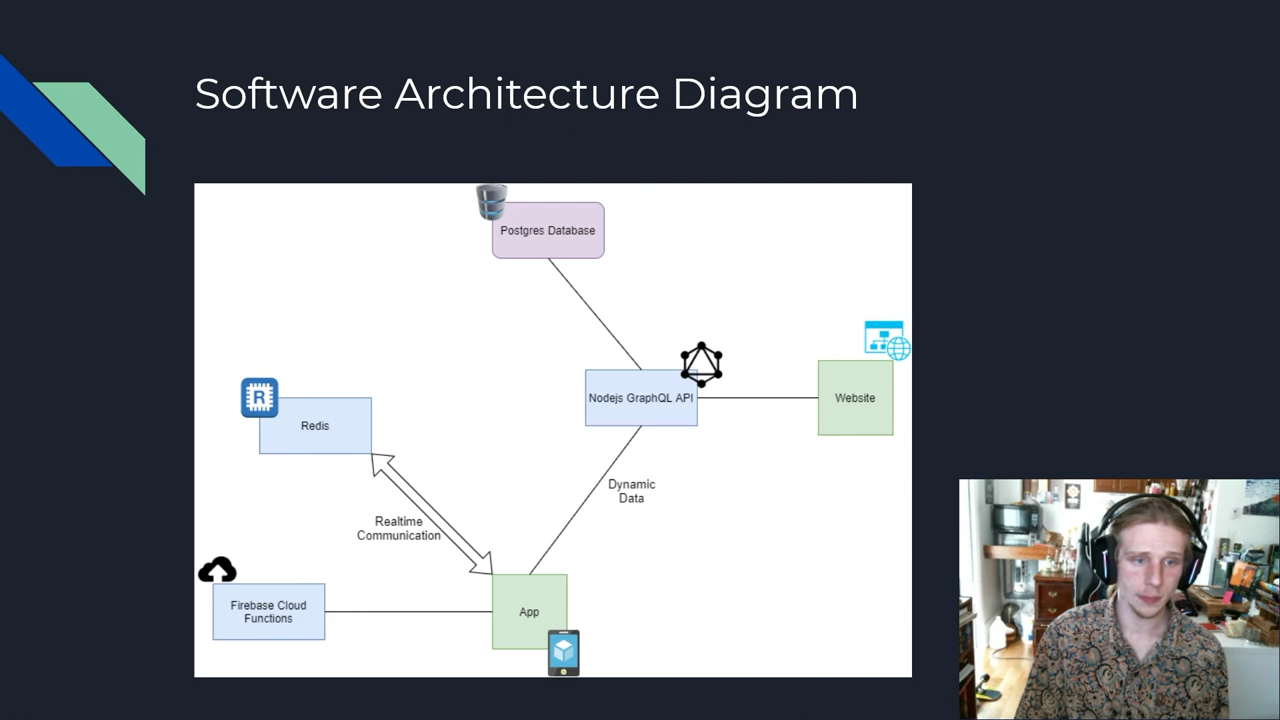 Software Architecture Diagram
Postgres Database
Nodejs GraphQL API
Website
R
Redis
Dynamic
Data
Realtime
Communication
Firebase Cloud
Functions
App